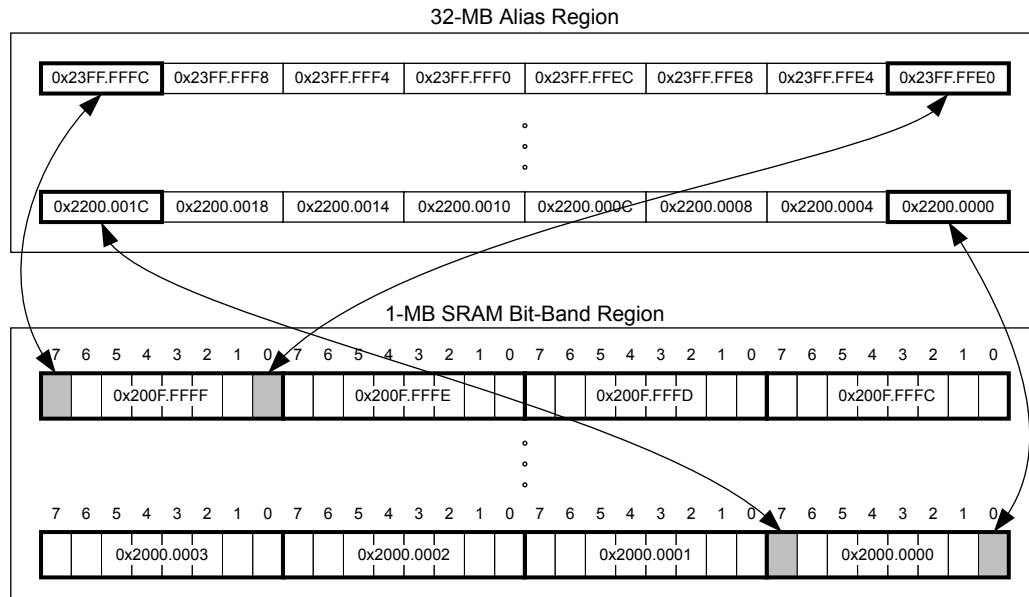 32-MB Alias Region
0x23FF.FFFC 0x23FF.FFF8 0x23FF.FFF4 0x23FF.FFF0 0x23FF.FFEC 0x23FF.FFE8 0x23FF.FFE4 0x23FF.FFE0
0x2200.001C 0x2200.0018 0x2200.0014 0x2200.0010 0x2200.000C 0x2200.0008 0x2200.0004 0x2200.0000
1-MB SRAM Bit-Band Region
7 6 5 4 3 2 1 0 7 6 5 4 3 2 1 0 7 6 5 4 3 2 1 0 7 6 5 4 3 2 1 0
0x200F.FFFF 0x200F.FFFE 0x200F.FFFD 0x200F.FFFC
7 6 5 4 3 2 1 0 7 6 5 4 3 2 1 0 7 6 5 4 3 2 1 0 7 6 5 4 3 2 1 0
0x2000.0003 0x2000.0002 0x2000.0001 0x2000.0000